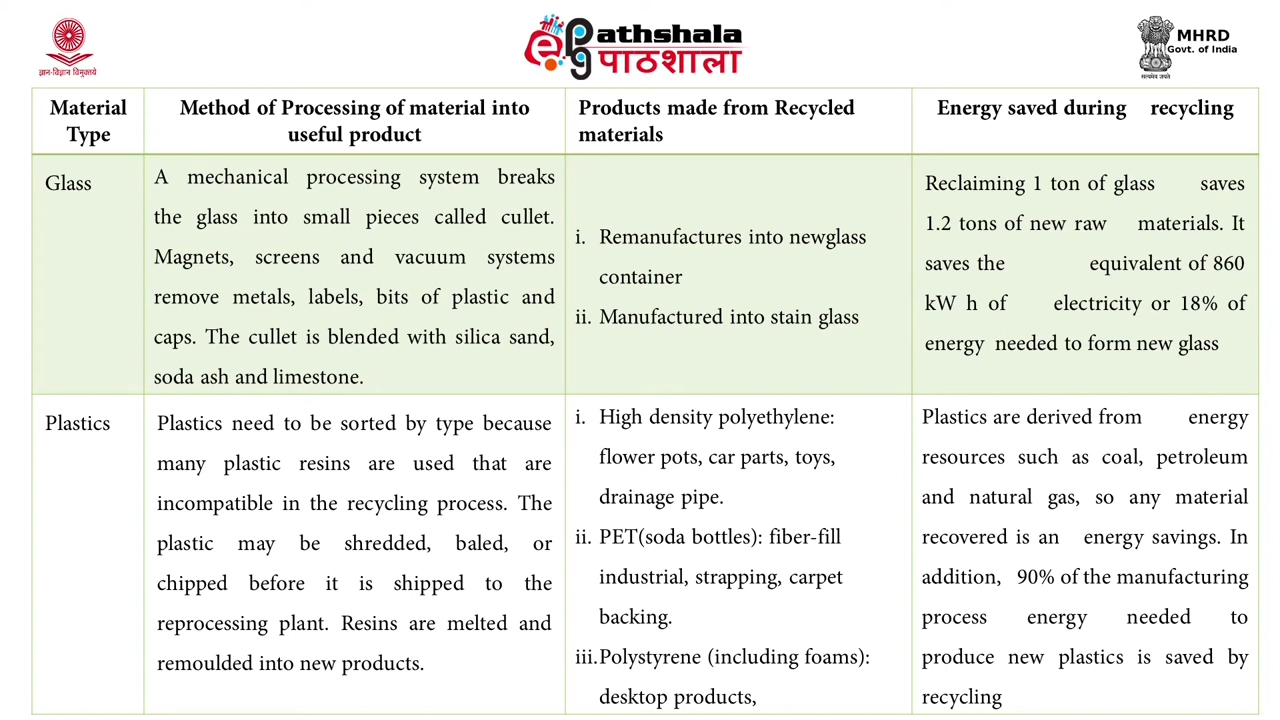 ज्ञान-विज्ञान विमुक्तये
ePathshala
पाठशाला
MHRD
Govt. of India
सत्यमेव जयते
Material
Type
Method of Processing of material into
useful product
Products made from Recycled
materials
Energy saved during recycling
Glass
A mechanical processing system breaks
the glass into small pieces called cullet.
Magnets, screens and vacuum systems
remove metals, labels, bits of plastic and
caps. The cullet is blended with silica sand,
soda ash and limestone.
i. Remanufactures into newglass
container
ii. Manufactured into stain glass
Reclaiming 1 ton of glass saves
1.2 tons of new raw materials. It
saves the equivalent of 860
kW h of electricity or 18% of
energy needed to form new glass
Plastics
Plastics need to be sorted by type because
many plastic resins are used that are
incompatible in the recycling process. The
plastic may be shredded, baled, or
chipped before it is shipped to the
reprocessing plant. Resins are melted and
remoulded into new products.
i. High density polyethylene:
flower pots, car parts, toys,
drainage pipe.
ii. PET(soda bottles): fiber-fill
industrial, strapping, carpet
backing.
iii.Polystyrene (including foams):
desktop products,
Plastics are derived from energy
resources such as coal, petroleum
and natural gas, so any material
recovered is an energy savings. In
addition, 90% of the manufacturing
process energy needed to
produce new plastics is saved by
recycling